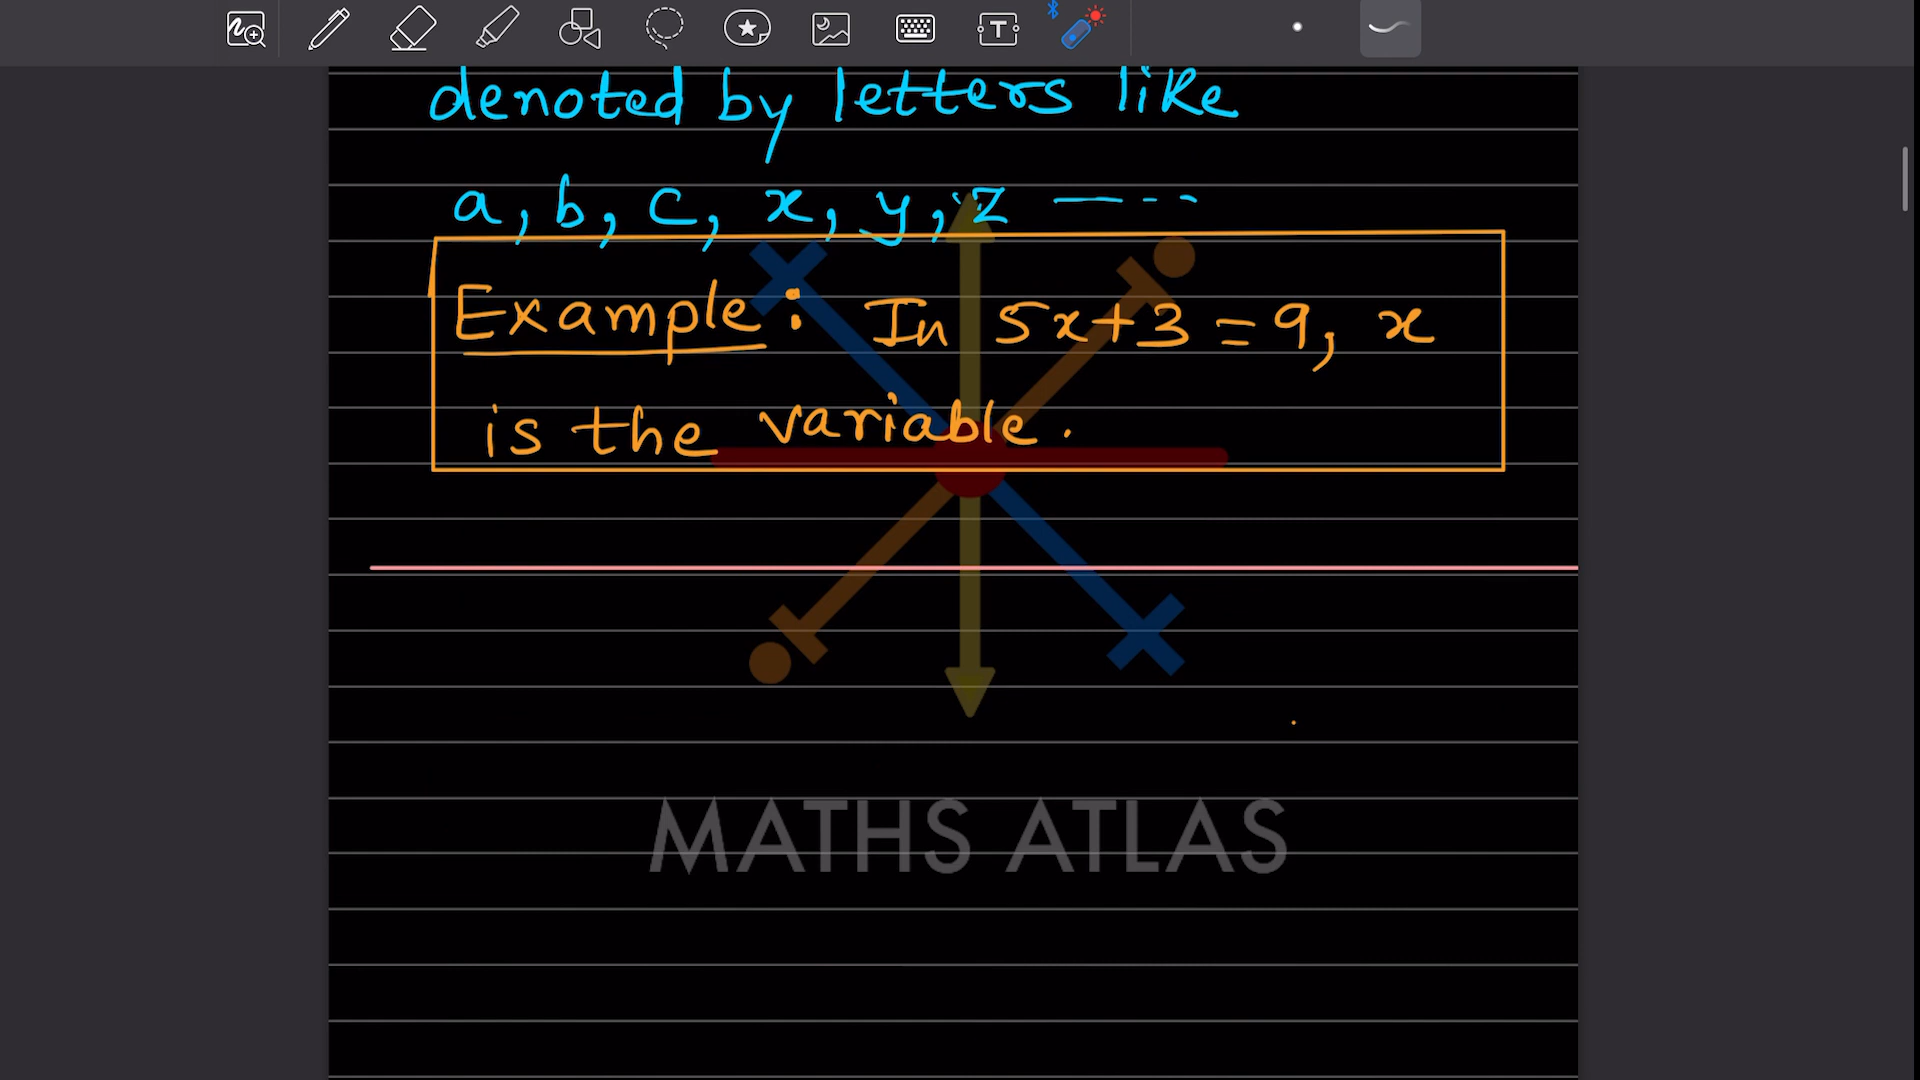 denoted by letters like
a, b, c, x, y, z —--
Example: In 5x+3=9, x
is the variable.
MATHS ATLAS